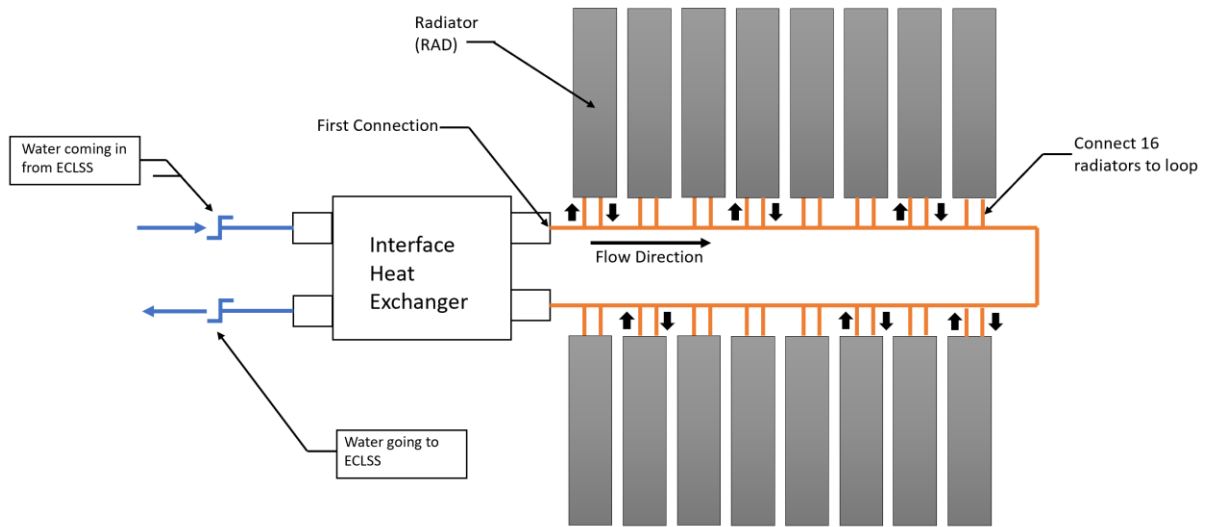 Radiator
(RAD)
First Connection
Water coming in
from ECLSS
Connect 16
radiators to loop
Interface
Heat
Exchanger
Flow Direction
Water going to
ECLSS